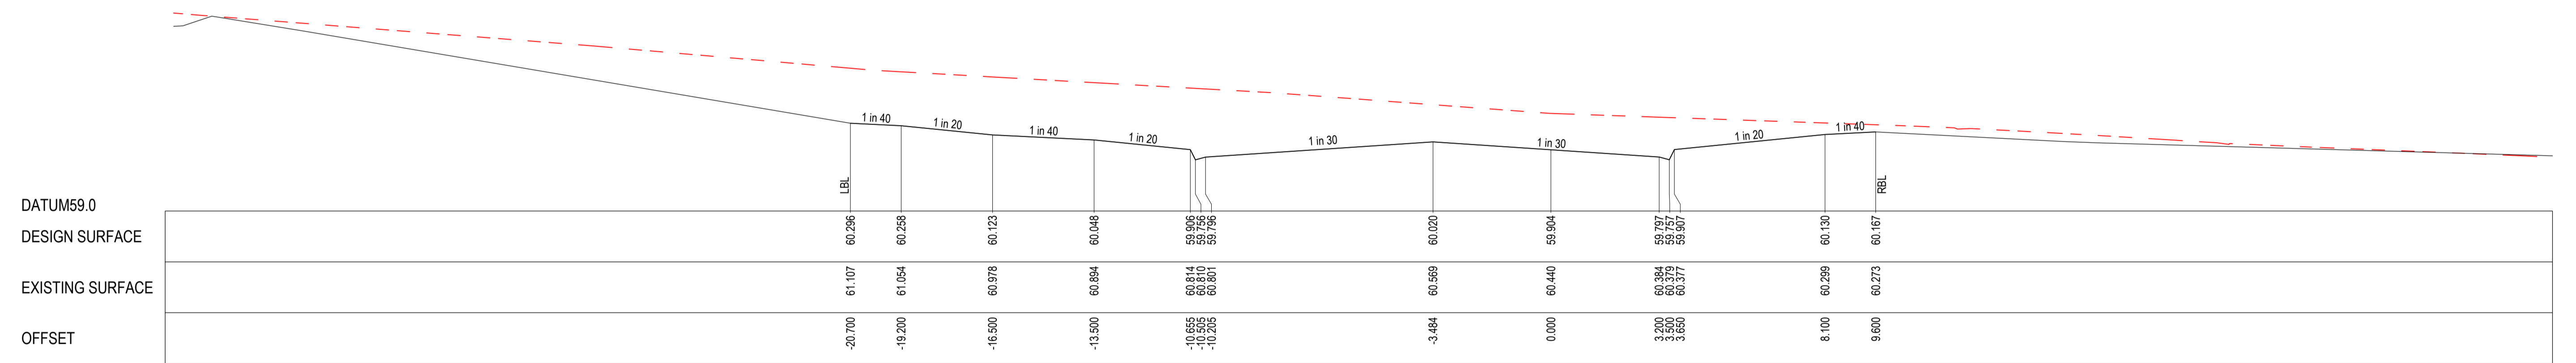 1 in 40 1 in 20 1 in 40 1 in 20 1 in 30 1 in 30 1 in 20 1 in 40
LBL RBL
DATUM59.0
DESIGN SURFACE 60.296 60.258 60.123 60.048 59.906 59.756 59.796 60.020 59.904 59.797 59.757 59.907 60.130 60.167
EXISTING SURFACE 61.107 61.054 60.978 60.894 60.814 60.810 60.801 60.569 60.440 60.384 60.379 60.377 60.299 60.273
OFFSET -20.700 -19.200 -16.500 -13.500 -10.655 -10.505 -10.205 -3.484 0.000 3.200 3.500 3.650 8.100 9.600